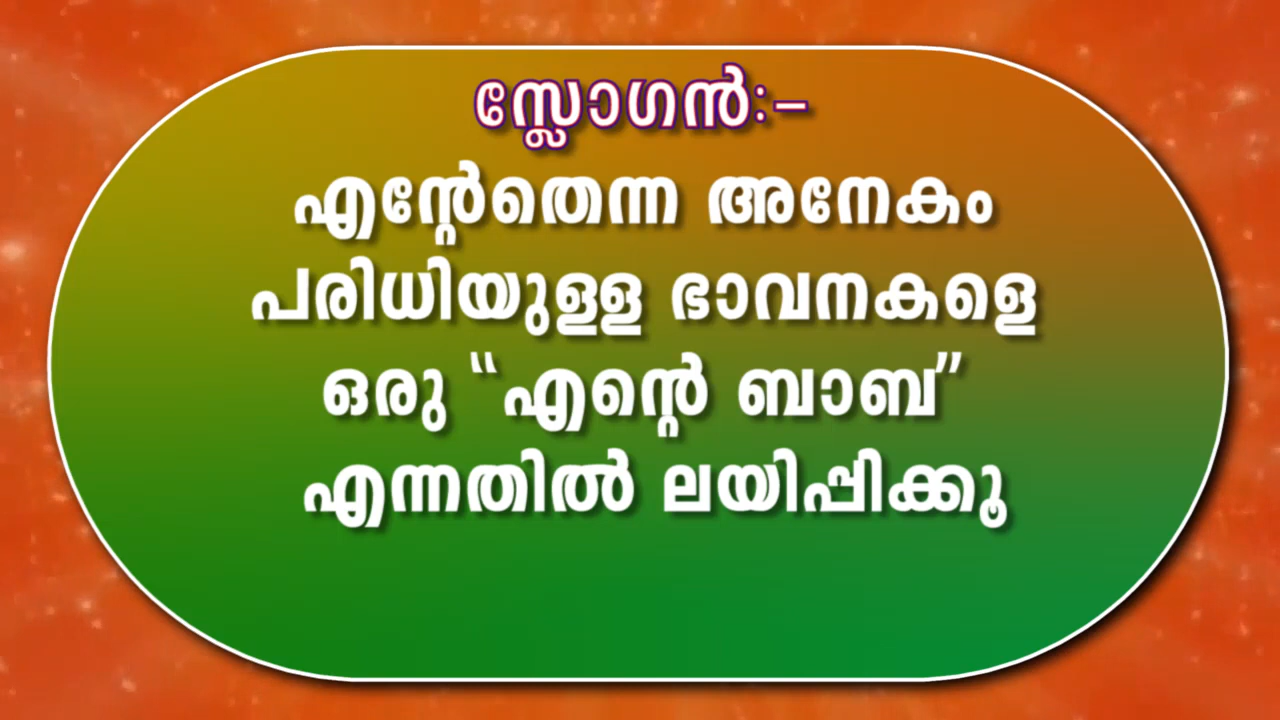 സ്ലോഗൻ:-
എന്റേതെന്ന അനേകം
പരിധിയുള്ള ഭാവനകളെ
ഒരു “എന്റെ ബാബ”
എന്നതിൽ ലയിപ്പിക്കൂ